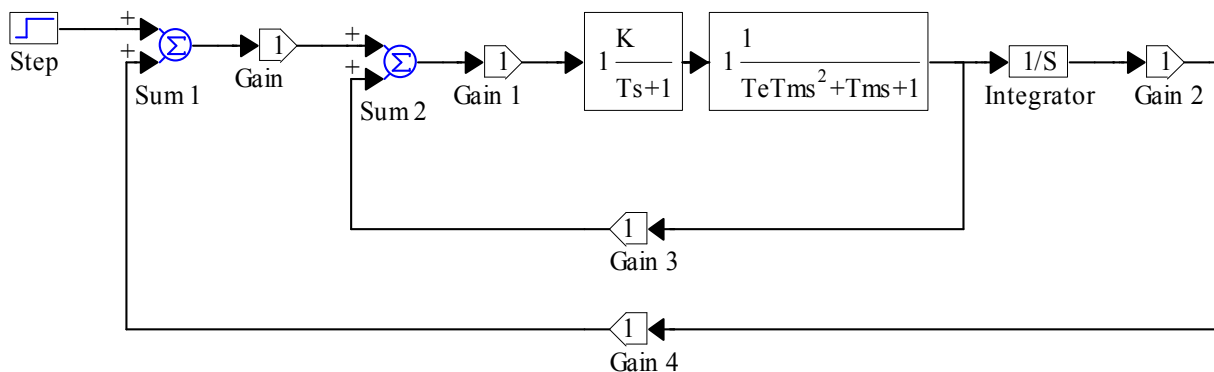 Step
+
+
Σ
Sum 1
1
Gain
+
+
Σ
Sum 2
1
Gain 1
1 K
Ts+1
1 1
TeTms²+Tms+1
1/S
Integrator
1
Gain 2
1
Gain 3
1
Gain 4